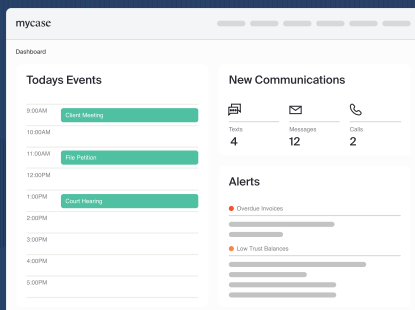 mycase
Dashboard
Todays Events
9:00AM
Client Meeting
10:00AM
11:00AM
File Petition
12:00PM
1:00PM
Court Hearing
2:00PM
3:00PM
4:00PM
5:00PM
New Communications
Texts
4
Messages
12
Calls
2
Alerts
Overdue Invoices
Low Trust Balances